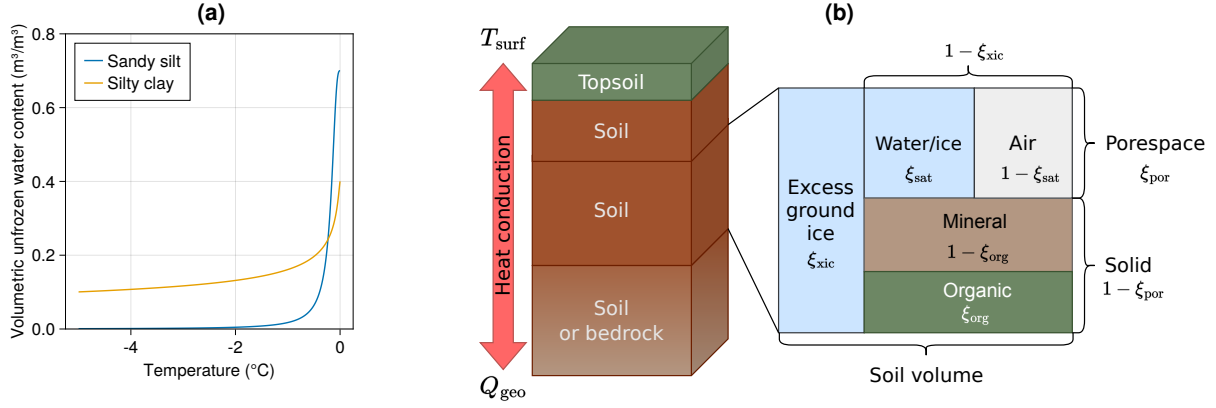 (a)
Volumetric unfrozen water content (m³/m³)
0.8
0.6
0.4
0.2
0.0
Sandy silt
Silty clay
-4
-2
0
Temperature (°C)
(b)
T_surf
Heat conduction
Q_geo
Topsoil
Soil
Soil
Soil
or bedrock
1 − ξ_xic
Excess
ground
ice
ξ_xic
Water/ice
ξ_sat
Air
1 − ξ_sat
Porespace
ξ_por
Mineral
1 − ξ_org
Organic
ξ_org
Solid
1 − ξ_por
Soil volume